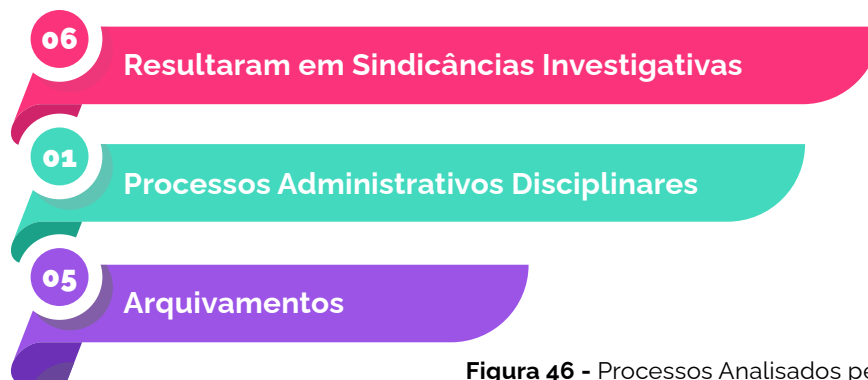 06
Resultaram em Sindicâncias Investigativas
01
Processos Administrativos Disciplinares
05
Arquivamentos
Figura 46 - Processos Analisados